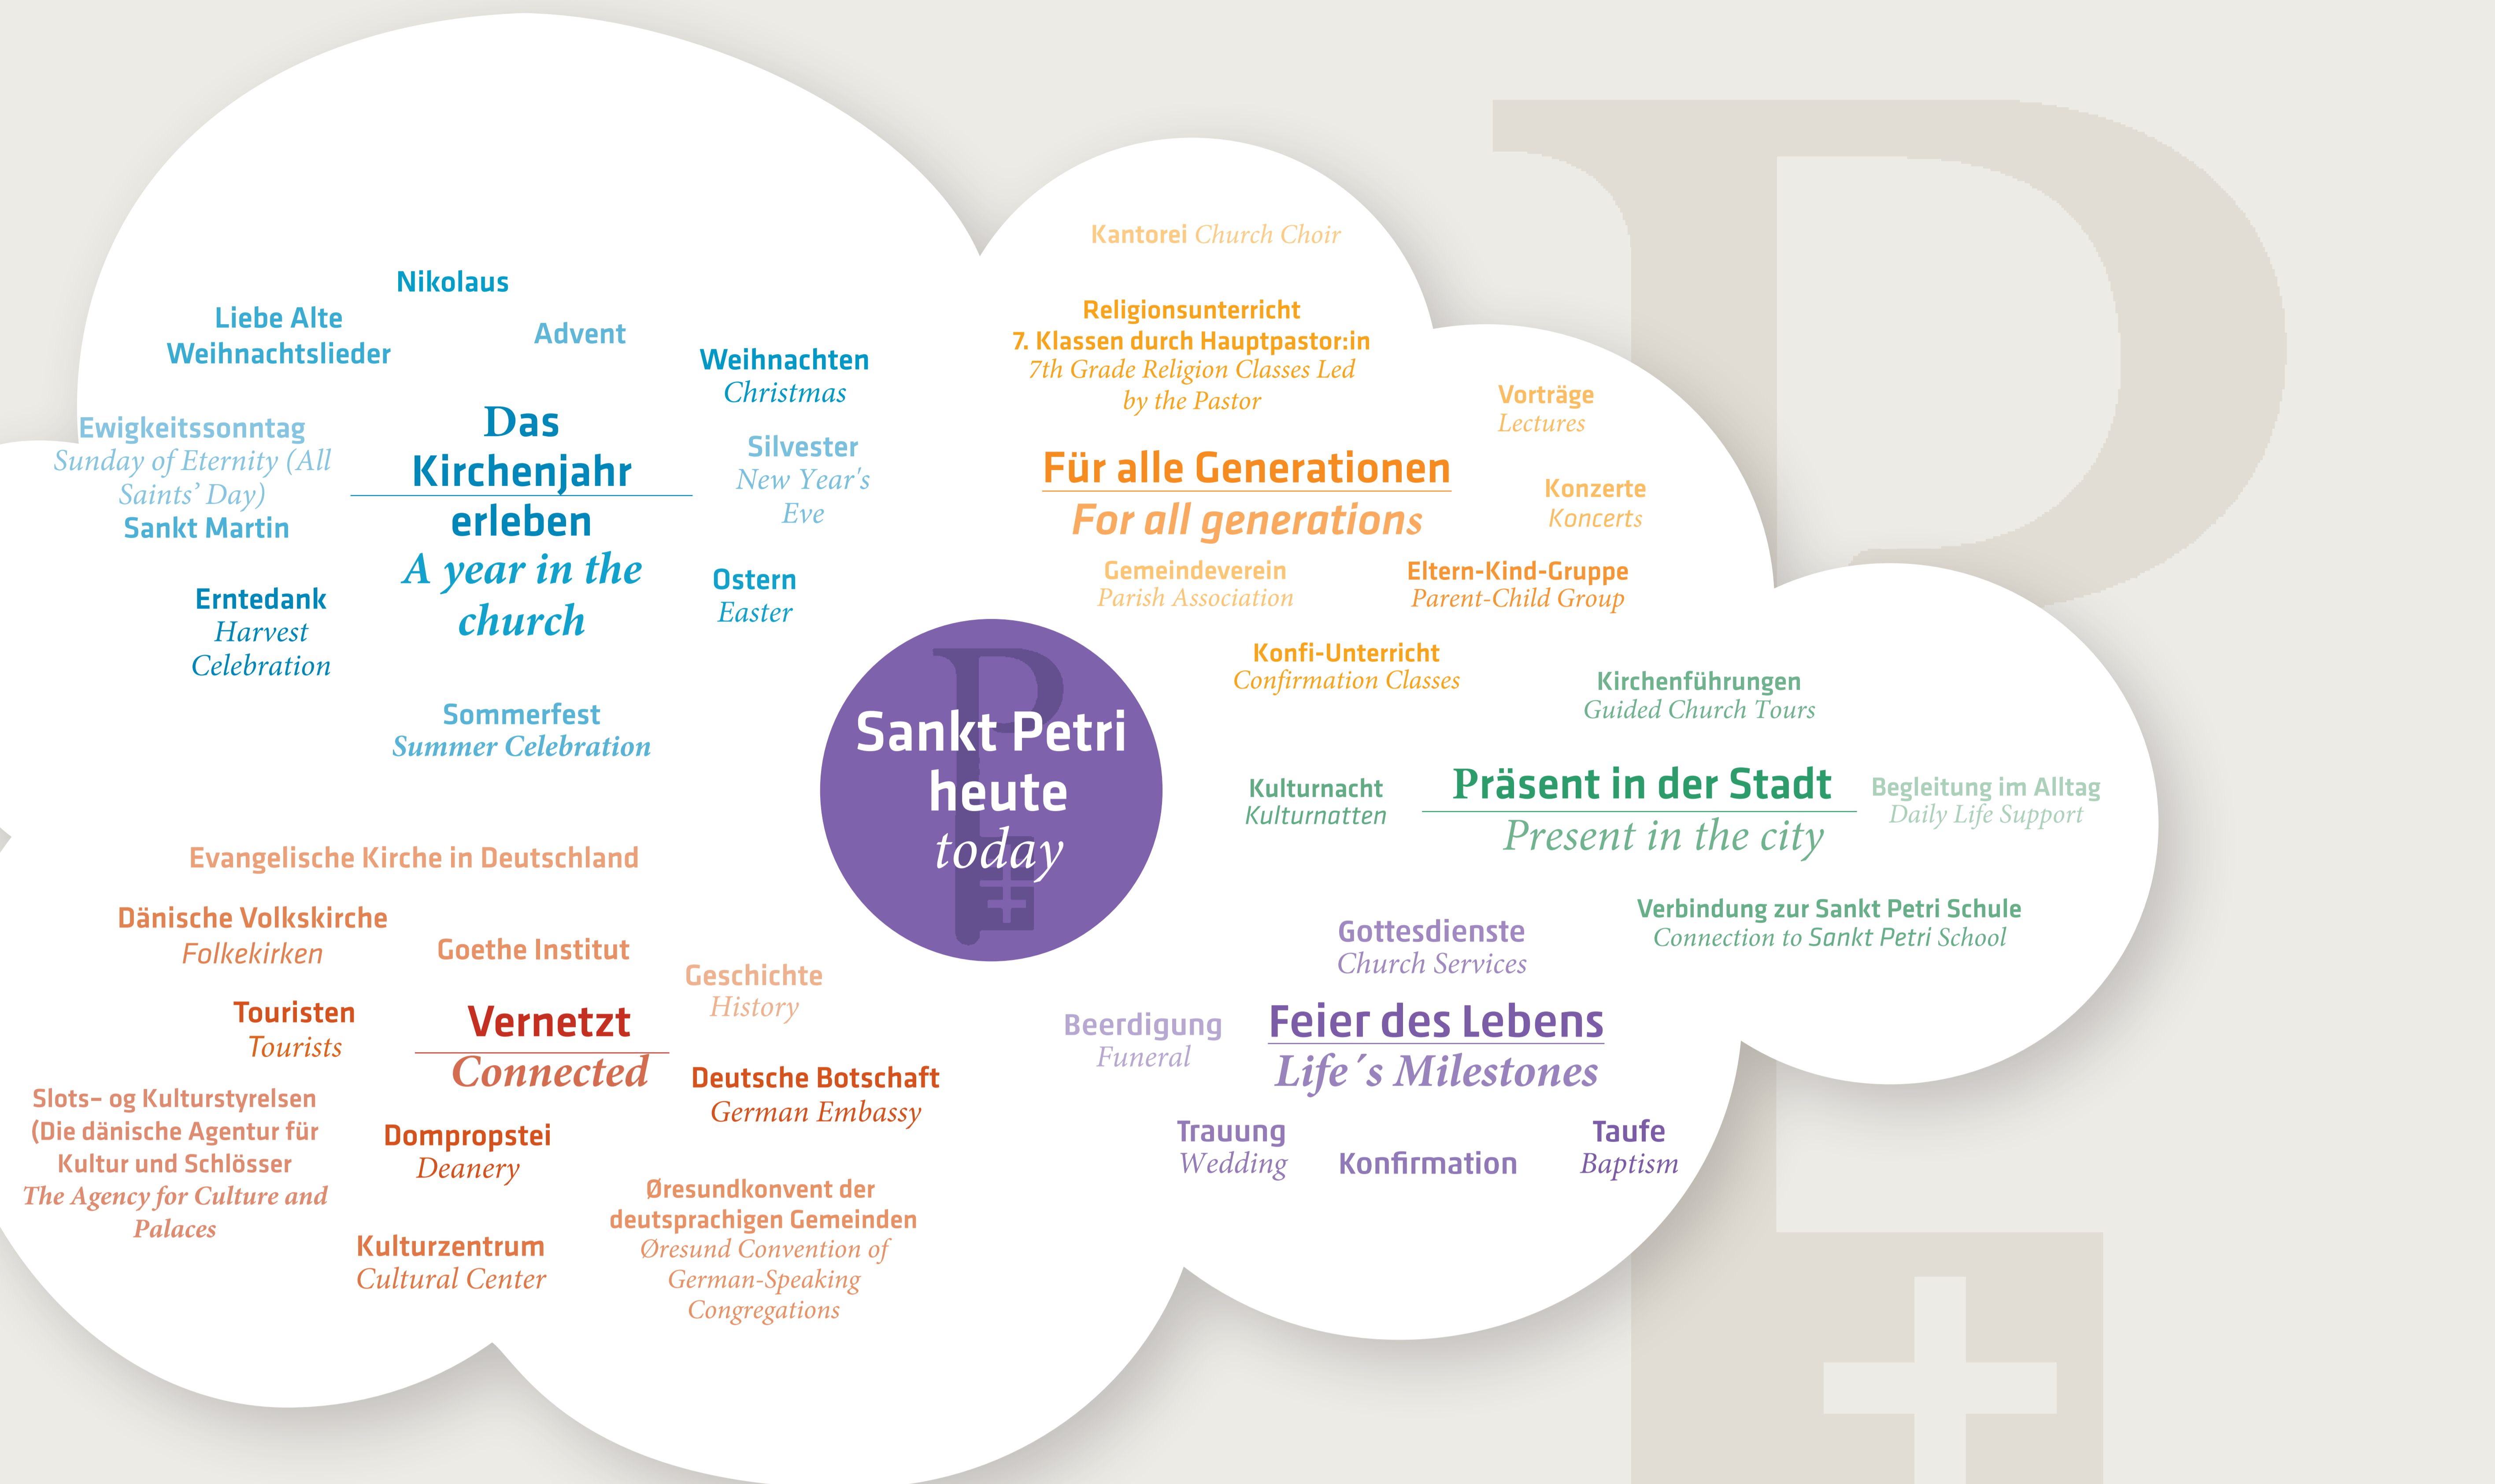 Nikolaus
Liebe Alte
Weihnachtslieder
Advent
Weihnachten
Christmas
Ewigkeitssonntag
Sunday of Eternity (All
Saints’ Day)
Sankt Martin
Das
Kirchenjahr
erleben
A year in the
church
Silvester
New Year's
Eve
Ostern
Easter
Erntedank
Harvest
Celebration
Sommerfest
Summer Celebration
Kantorei Church Choir
Religionsunterricht
7. Klassen durch Hauptpastor:in
7th Grade Religion Classes Led
by the Pastor
Vorträge
Lectures
Für alle Generationen
For all generations
Konzerte
Koncerts
Gemeindeverein
Parish Association
Eltern-Kind-Gruppe
Parent-Child Group
Konfi-Unterricht
Confirmation Classes
Sankt Petri
heute
today
Kirchenführungen
Guided Church Tours
Kulturnacht
Kulturnatten
Präsent in der Stadt
Present in the city
Begleitung im Alltag
Daily Life Support
Verbindung zur Sankt Petri Schule
Connection to Sankt Petri School
Evangelische Kirche in Deutschland
Dänische Volkskirche
Folkekirken
Goethe Institut
Geschichte
History
Touristen
Tourists
Vernetzt
Connected
Deutsche Botschaft
German Embassy
Slots- og Kulturstyrelsen
(Die dänische Agentur für
Kultur und Schlösser
The Agency for Culture and
Palaces
Dompropstei
Deanery
Kulturzentrum
Cultural Center
Øresundkonvent der
deutsprachigen Gemeinden
Øresund Convention of
German-Speaking
Congregations
Gottesdienste
Church Services
Beerdigung
Funeral
Feier des Lebens
Life´s Milestones
Trauung
Wedding
Konfirmation
Taufe
Baptism